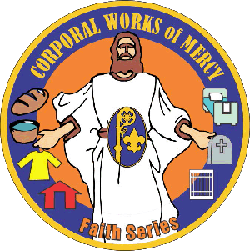 CORPORAL WORKS of MERCY
Faith Series